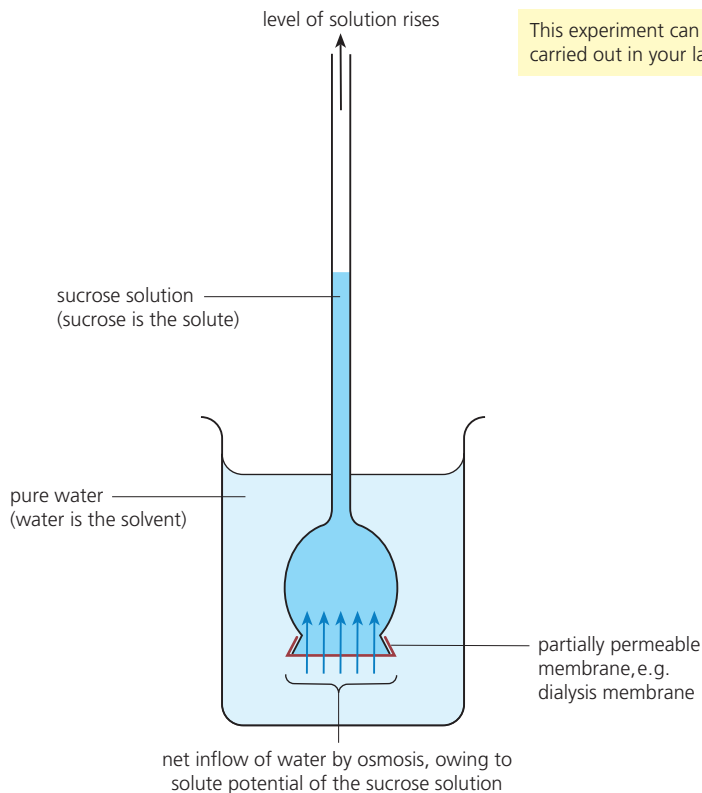 level of solution rises
This experiment can
carried out in your
sucrose solution
(sucrose is the solute)
pure water
(water is the solvent)
partially permeable
membrane, e.g.
dialysis membrane
net inflow of water by osmosis, owing to
solute potential of the sucrose solution